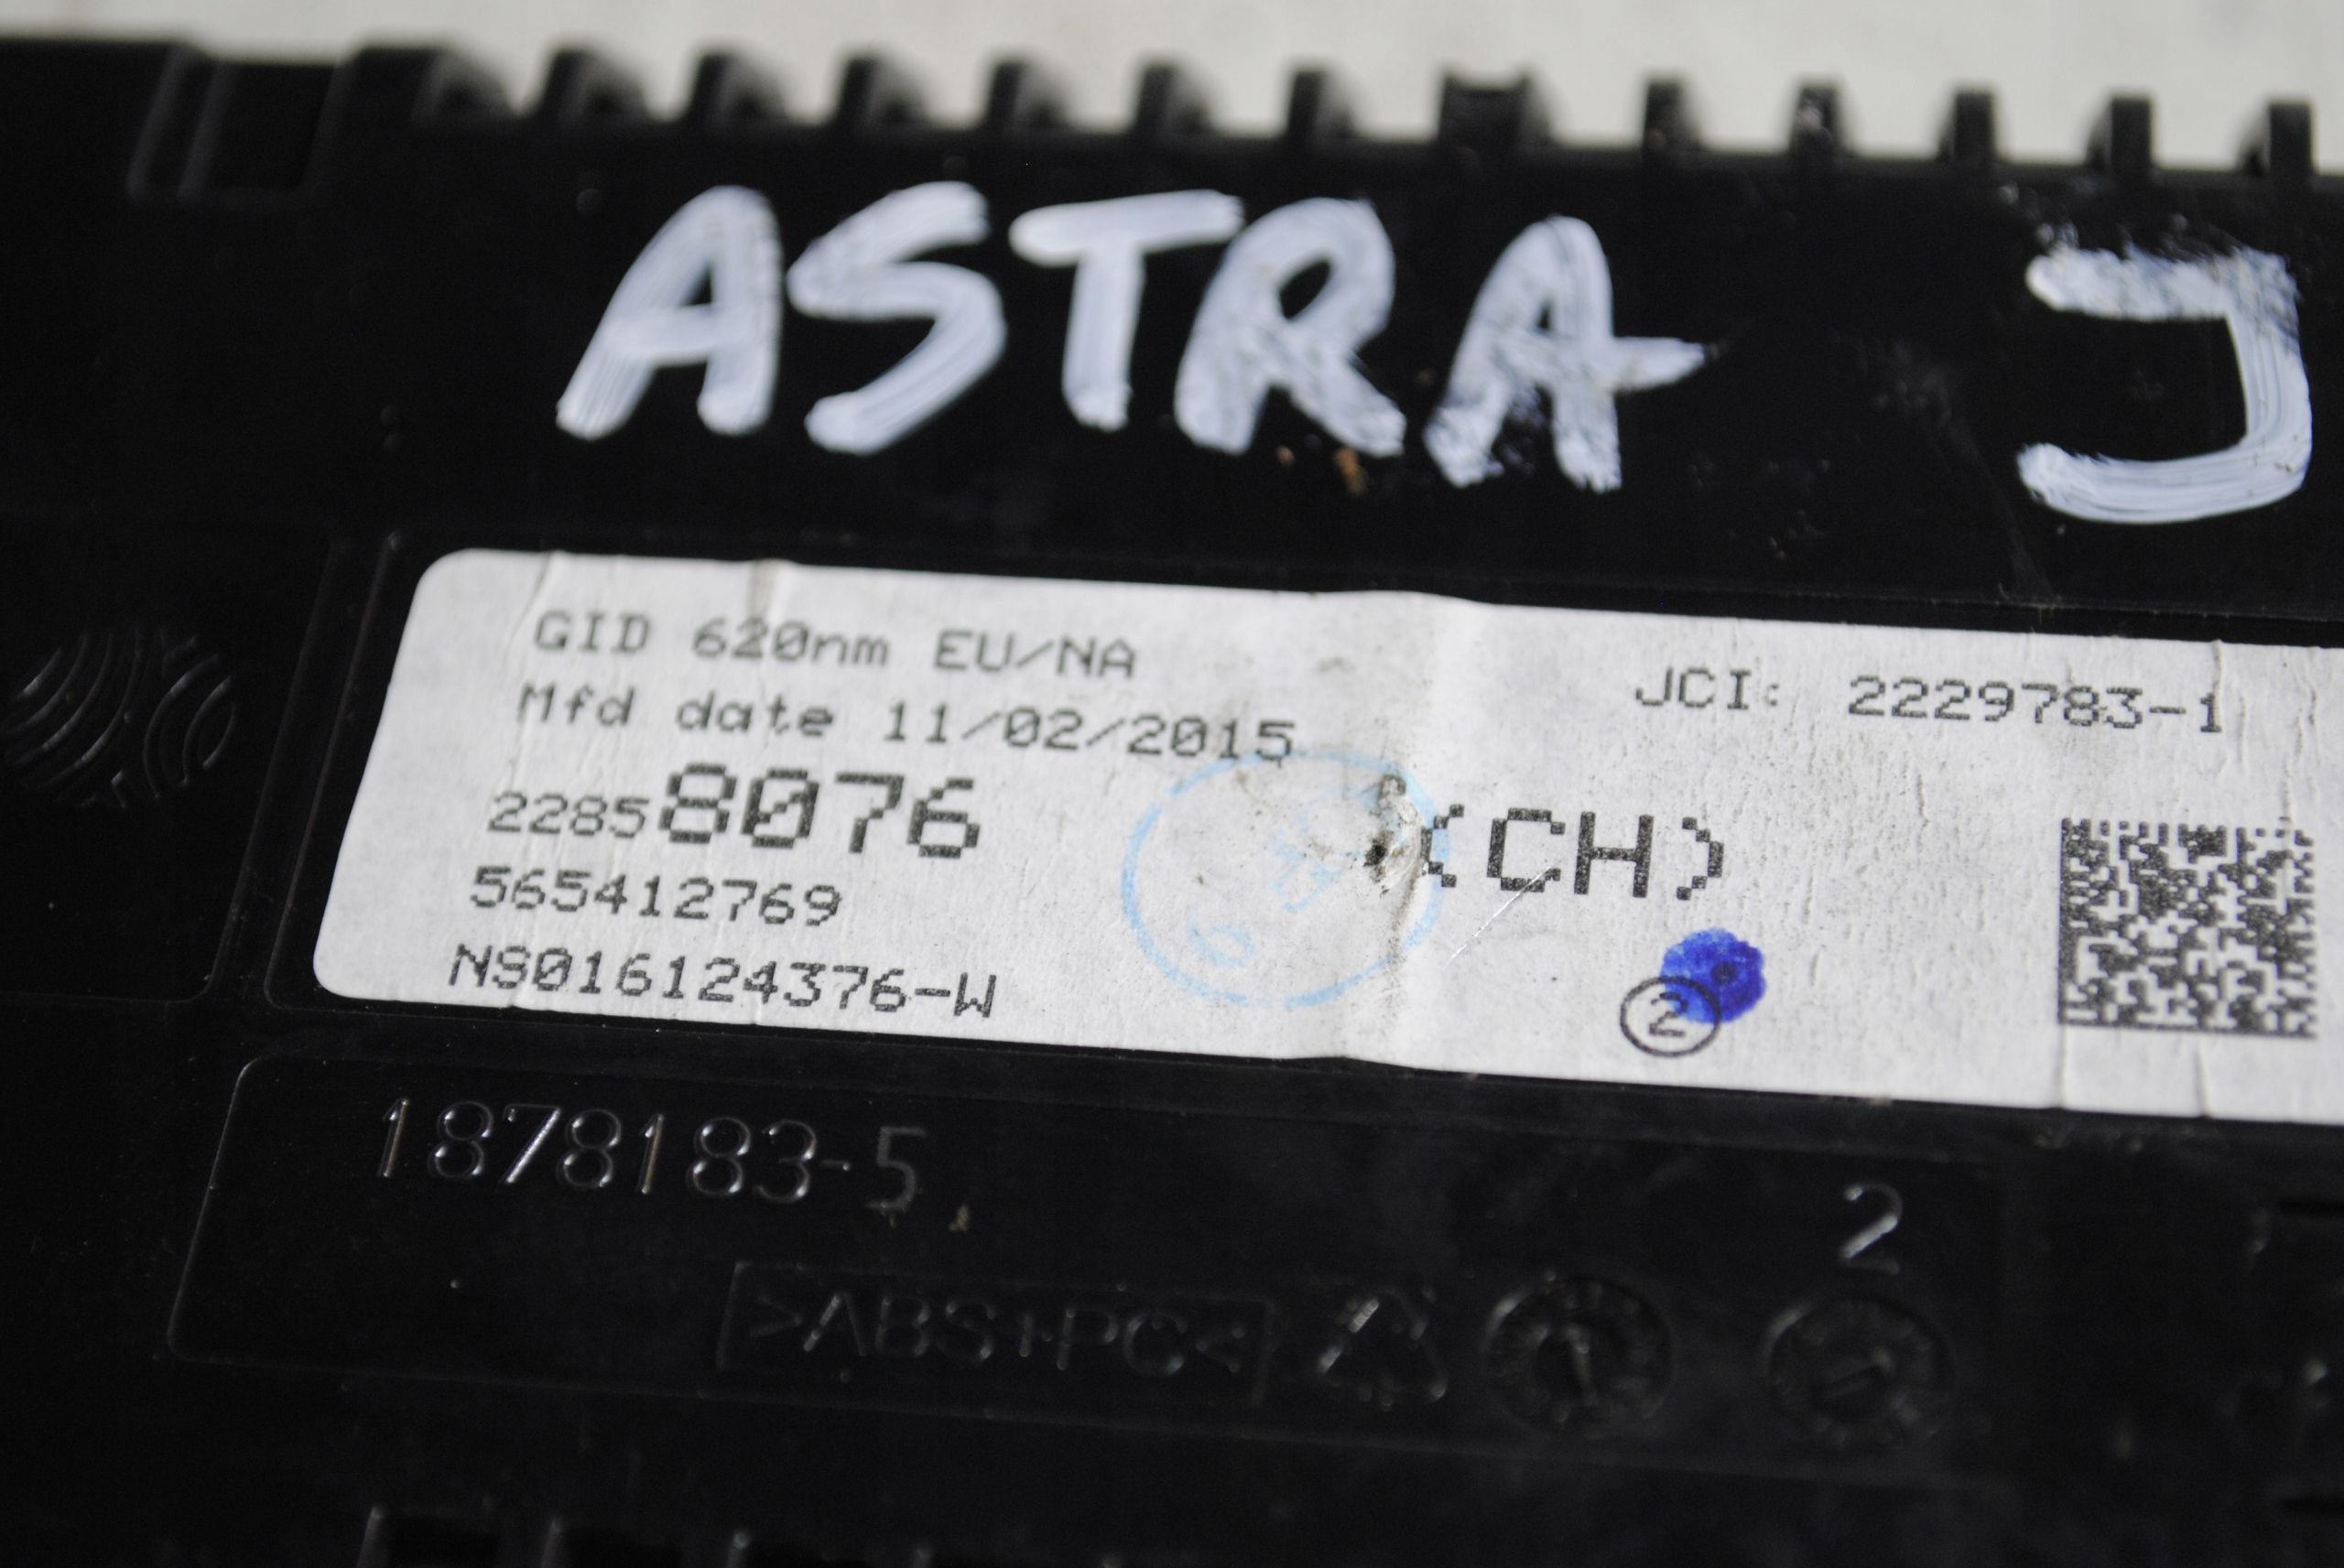 ASTRA J
GID 620nm EU/NA
JCI: 2229783-1
Mfd date 11/02/2015
22858076
(CH)
565412769
2
NS016124376-W
1878183-5
2
>ABS+PC<